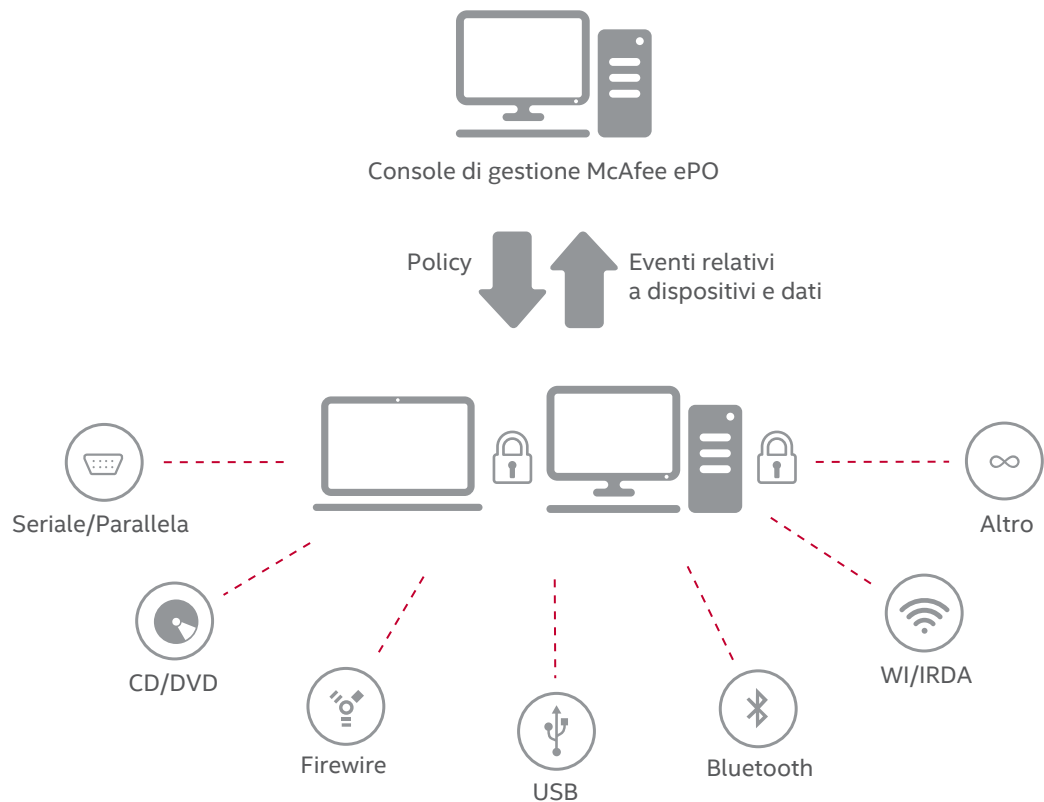 Console di gestione McAfee ePO
Policy
Eventi relativi
a dispositivi e dati
Seriale/Parallela
Altro
CD/DVD
WI/IRDA
Firewire
Bluetooth
USB